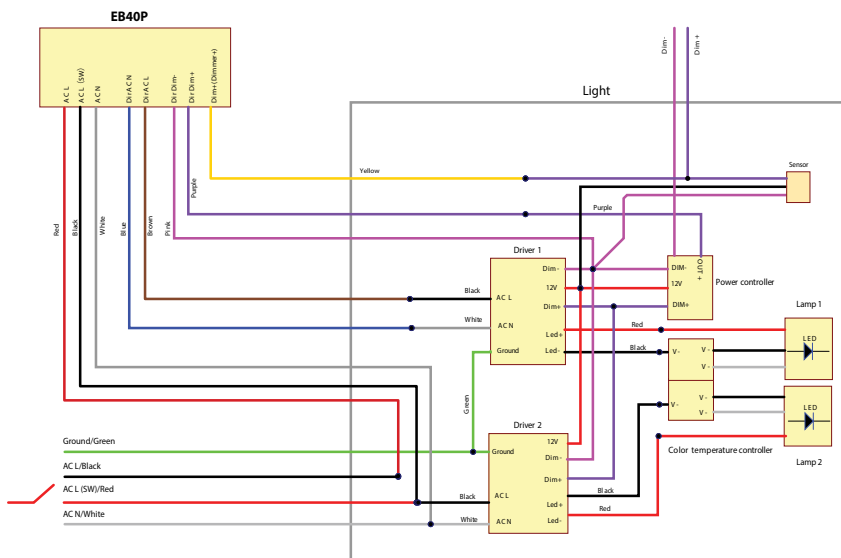 EB40P
AC L
AC L (SW)
AC N
Dir AC N
Dir AC L
Dir Dim-
Dir Dim+
Dim+(Dimmer+)
Dim-
Dim +
Light
Sensor
Yellow
Purple
Purple
Red
Black
White
Blue
Brown
Pink
Driver 1
Dim -
12V
Dim+
Led+
Led-
AC L
AC N
Ground
Black
White
DIM-
12V
DIM+
OUT +
Power controller
Lamp 1
LED
Red
Black
V -
V -
V -
V -
V -
V -
LED
Lamp 2
Color temperature controller
Green
Driver 2
12V
Dim -
Dim+
Led+
Led-
Ground
AC L
AC N
Black
White
Black
Red
Ground/Green
AC L/Black
AC L (SW)/Red
AC N/White